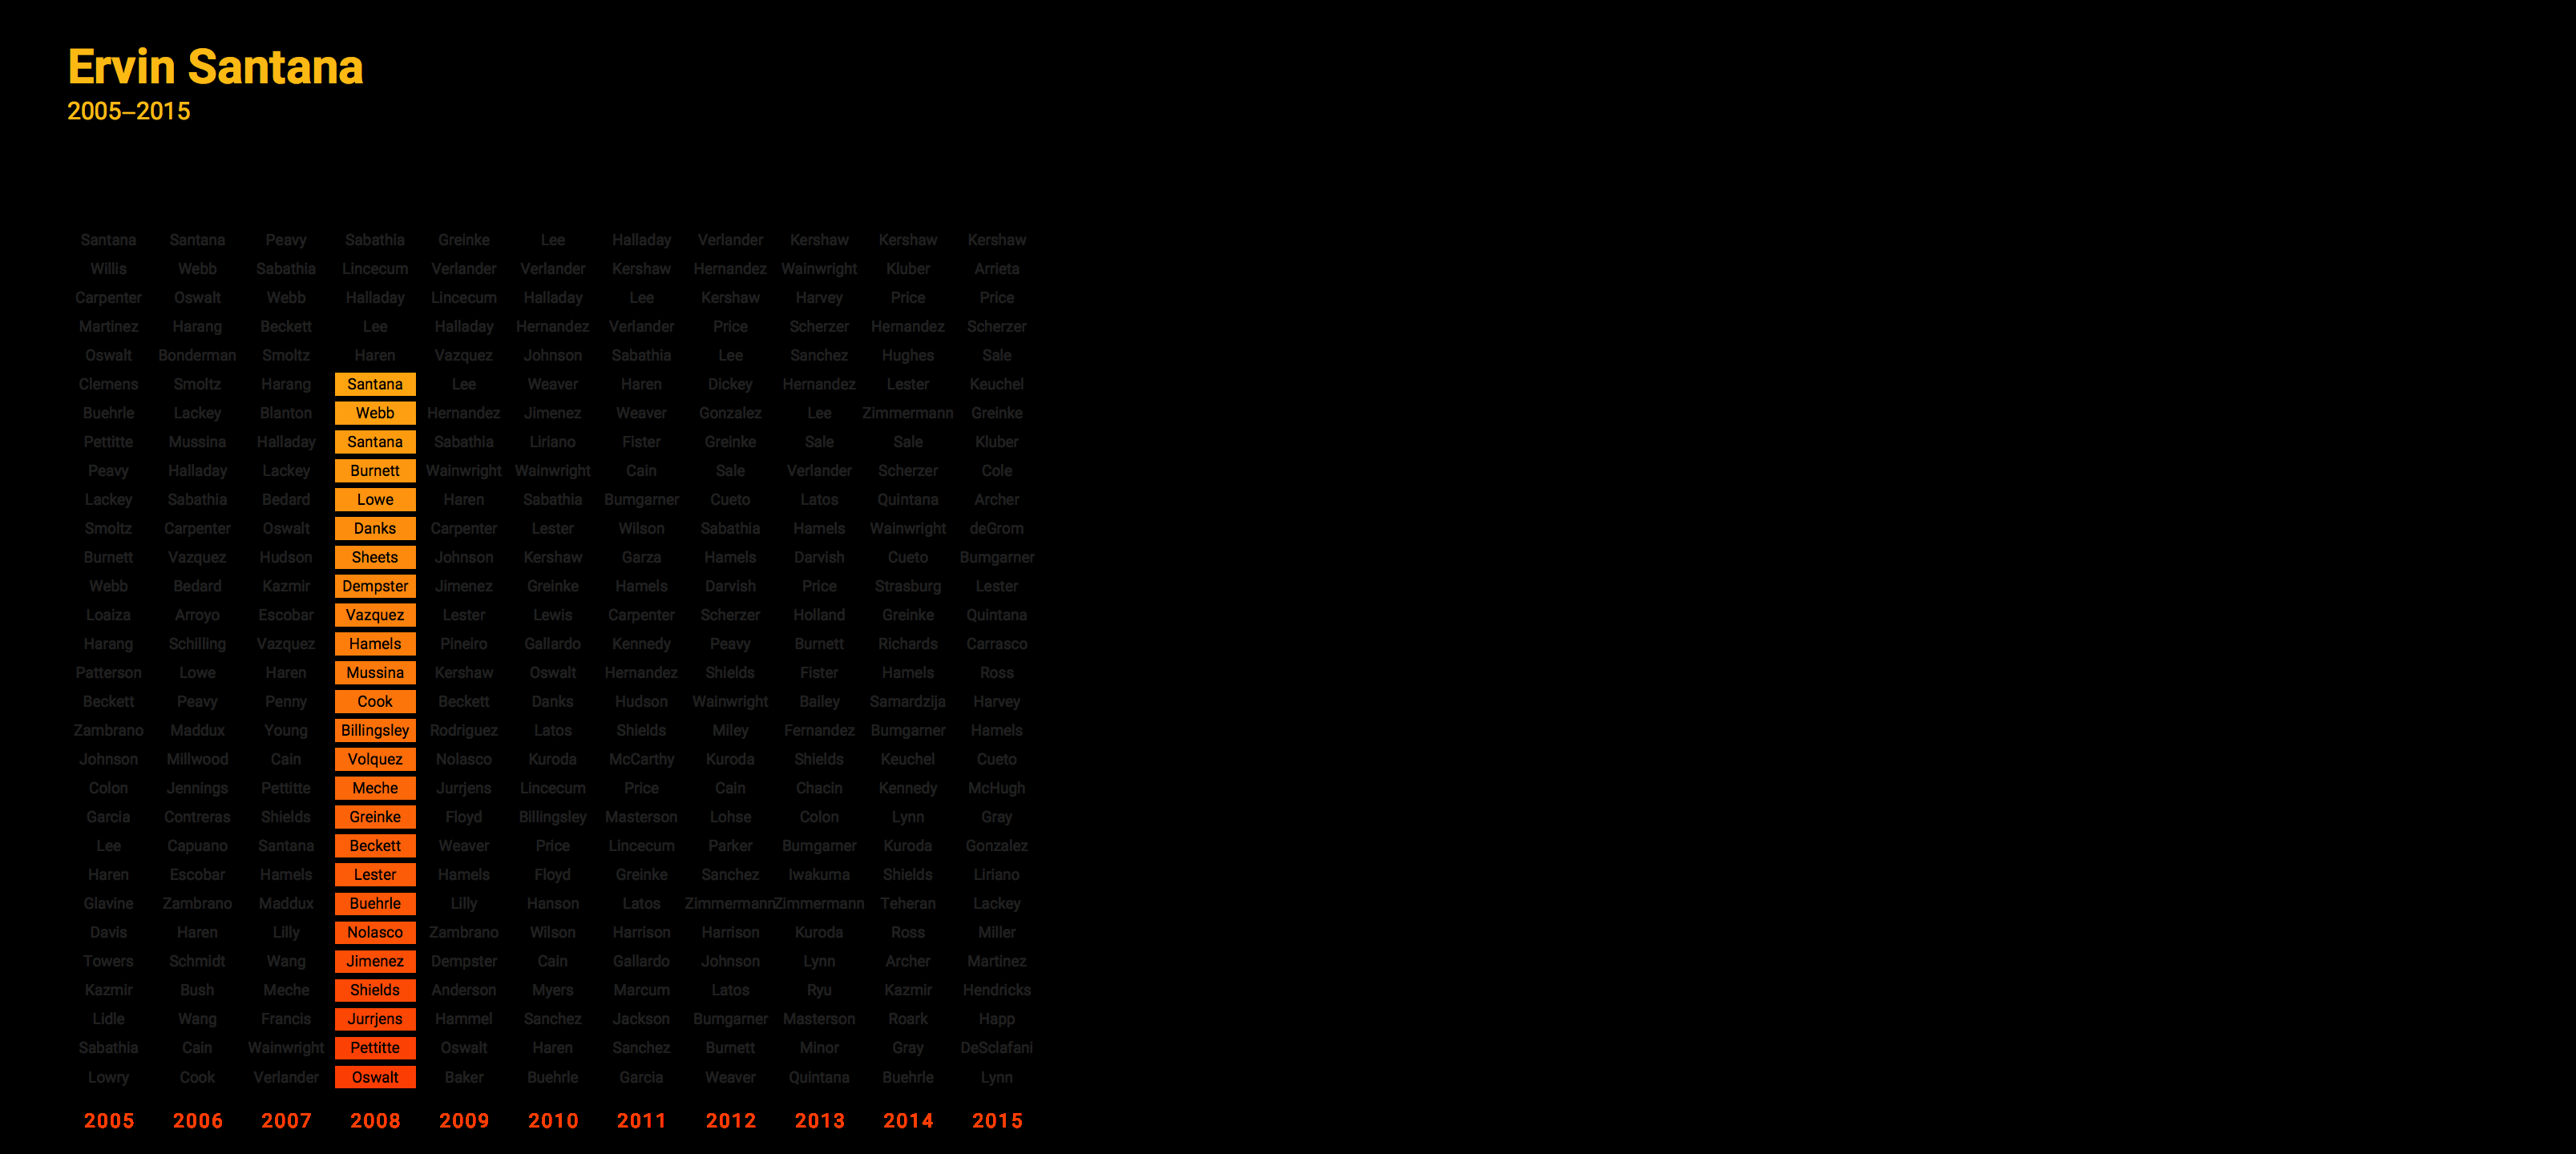 Ervin Santana
2005–2015
Santana Santana Peavy Sabathia Greinke Lee Halladay Verlander Kershaw Kershaw Kershaw
Willis Webb Sabathia Lincecum Verlander Verlander Kershaw Hernandez Wainwright Kluber Arrieta
Carpenter Oswalt Webb Halladay Lincecum Halladay Lee Kershaw Harvey Price Price
Martinez Harang Beckett Lee Halladay Hernandez Verlander Price Scherzer Hernandez Scherzer
Oswalt Bonderman Smoltz Haren Vazquez Johnson Sabathia Lee Sanchez Hughes Sale
Clemens Smoltz Harang Santana Lee Weaver Haren Dickey Hernandez Lester Keuchel
Buehrle Lackey Blanton Webb Hernandez Jimenez Weaver Gonzalez Lee Zimmermann Greinke
Pettitte Mussina Halladay Santana Sabathia Liriano Fister Greinke Sale Sale Kluber
Peavy Halladay Lackey Burnett Wainwright Wainwright Cain Sale Verlander Scherzer Cole
Lackey Sabathia Bedard Lowe Haren Sabathia Bumgarner Cueto Latos Quintana Archer
Smoltz Carpenter Oswalt Danks Carpenter Lester Wilson Sabathia Hamels Wainwright deGrom
Burnett Vazquez Hudson Sheets Johnson Kershaw Garza Hamels Darvish Cueto Bumgarner
Webb Bedard Kazmir Dempster Jimenez Greinke Hamels Darvish Price Strasburg Lester
Loaiza Arroyo Escobar Vazquez Lester Lewis Carpenter Scherzer Holland Greinke Quintana
Harang Schilling Vazquez Hamels Pineiro Gallardo Kennedy Peavy Burnett Richards Carrasco
Patterson Lowe Haren Mussina Kershaw Oswalt Hernandez Shields Fister Hamels Ross
Beckett Peavy Penny Cook Beckett Danks Hudson Wainwright Bailey Samardzija Harvey
Zambrano Maddux Young Billingsley Rodriguez Latos Shields Miley Fernandez Bumgarner Hamels
Johnson Millwood Cain Volquez Nolasco Kuroda McCarthy Kuroda Shields Keuchel Cueto
Colon Jennings Pettitte Meche Jurrjens Lincecum Price Cain Chacin Kennedy McHugh
Garcia Contreras Shields Greinke Floyd Billingsley Masterson Lohse Colon Lynn Gray
Lee Capuano Santana Beckett Weaver Price Lincecum Parker Bumgarner Kuroda Gonzalez
Haren Escobar Hamels Lester Hamels Floyd Greinke Sanchez Iwakuma Shields Liriano
Glavine Zambrano Maddux Buehrle Lilly Hanson Latos Zimmermann Zimmermann Teheran Lackey
Davis Haren Lilly Nolasco Zambrano Wilson Harrison Harrison Kuroda Ross Miller
Towers Schmidt Wang Jimenez Dempster Cain Gallardo Johnson Lynn Archer Martinez
Kazmir Bush Meche Shields Anderson Myers Marcum Latos Ryu Kazmir Hendricks
Lidle Wang Francis Jurrjens Hammel Sanchez Jackson Bumgarner Masterson Roark Happ
Sabathia Cain Wainwright Pettitte Oswalt Haren Sanchez Burnett Minor Gray DeSclafani
Lowry Cook Verlander Oswalt Baker Buehrle Garcia Weaver Quintana Buehrle Lynn
2005 2006 2007 2008 2009 2010 2011 2012 2013 2014 2015